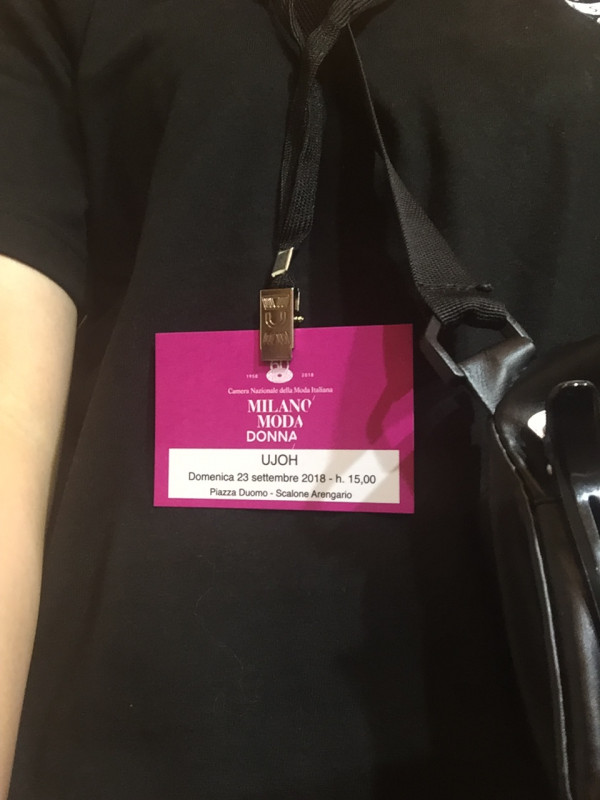 60
1958 2018
Camera Nazionale della Moda Italiana
MILANO
MODA
DONNA
UJOH
Domenica 23 settembre 2018 - h. 15,00
Piazza Duomo - Scalone Arengario